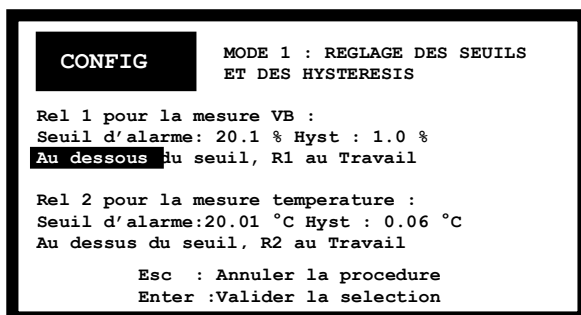 CONFIG
MODE 1 : REGLAGE DES SEUILS
ET DES HYSTERESIS
Rel 1 pour la mesure VB :
Seuil d'alarme: 20.1 % Hyst : 1.0 %
Au dessous du seuil, R1 au Travail
Rel 2 pour la mesure temperature :
Seuil d'alarme:20.01 °C Hyst : 0.06 °C
Au dessus du seuil, R2 au Travail
Esc : Annuler la procedure
Enter :Valider la selection